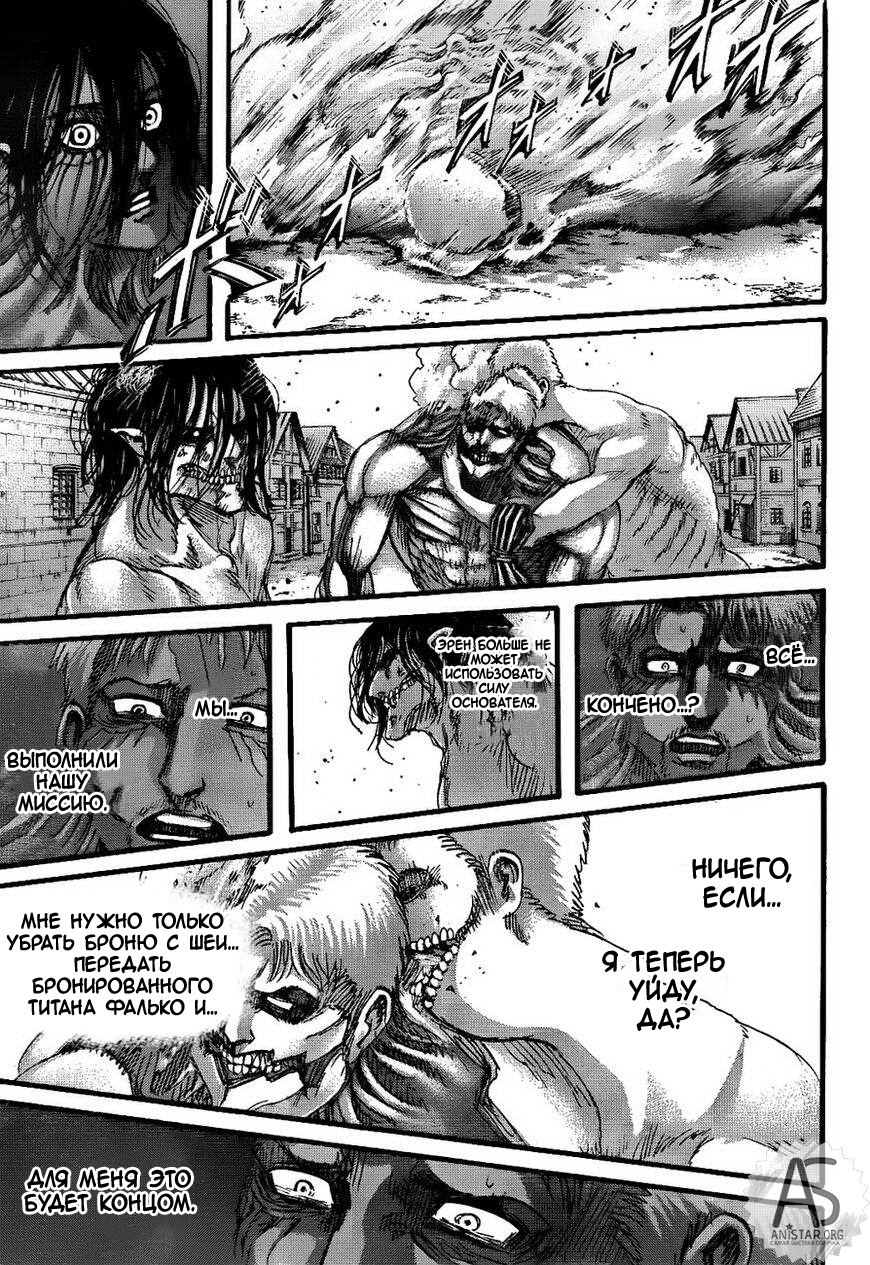 ВСЁ...
КОНЧЕНО...?
ЭРЕН БОЛЬШЕ НЕ
МОЖЕТ
ИСПОЛЬЗОВАТЬ
СИЛУ
ОСНОВАТЕЛЯ.
МЫ...
ВЫПОЛНИЛИ
НАШУ
МИССИЮ.
НИЧЕГО,
ЕСЛИ...
Я ТЕПЕРЬ
УЙДУ,
ДА?
МНЕ НУЖНО ТОЛЬКО
УБРАТЬ БРОНЮ С ШЕИ...
ПЕРЕДАТЬ
БРОНИРОВАННОГО
ТИТАНА ФАЛЬКО И...
ДЛЯ МЕНЯ ЭТО
БУДЕТ КОНЦОМ.
AS
ANISTAR.ORG